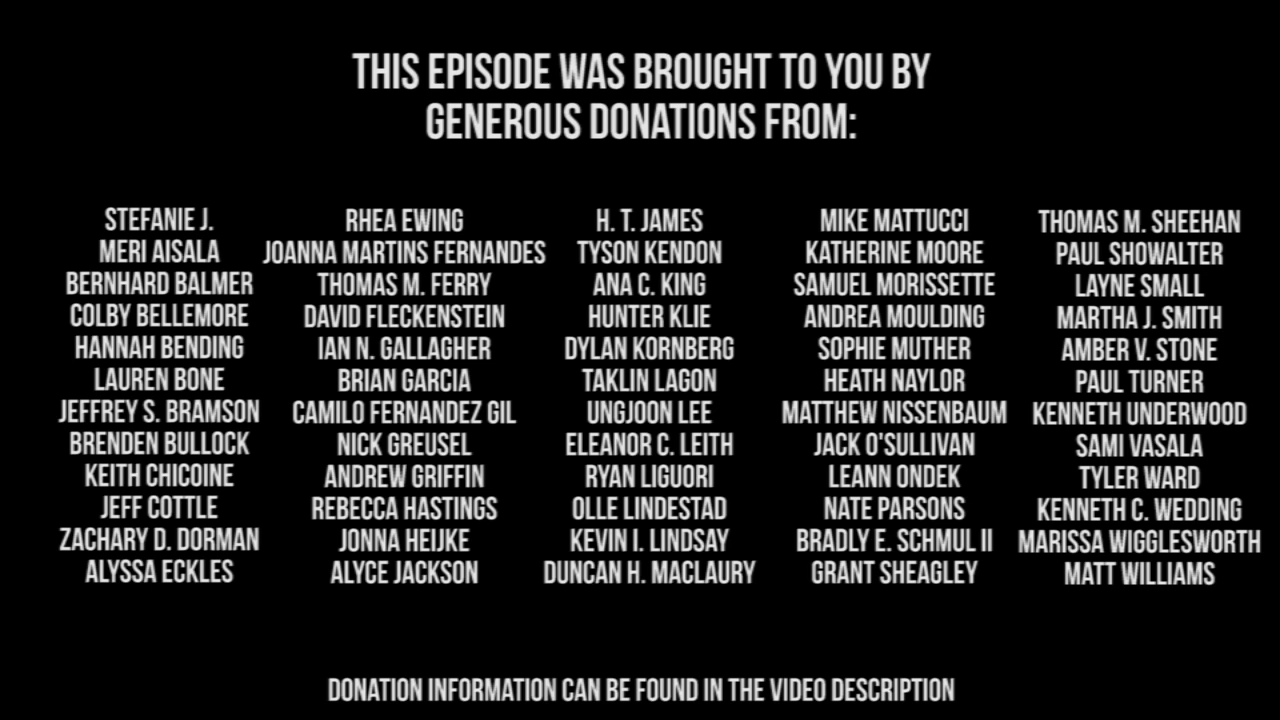 THIS EPISODE WAS BROUGHT TO YOU BY
GENEROUS DONATIONS FROM:
STEFANIE J.
MERI AISALA
BERNHARD BALMER
COLBY BELLEMORE
HANNAH BENDING
LAUREN BONE
JEFFREY S. BRAMSON
BRENDEN BULLOCK
KEITH CHICOINE
JEFF COTTLE
ZACHARY D. DORMAN
ALYSSA ECKLES
RHEA EWING
JOANNA MARTINS FERNANDES
THOMAS M. FERRY
DAVID FLECKENSTEIN
IAN N. GALLAGHER
BRIAN GARCIA
CAMILO FERNANDEZ GIL
NICK GREUSEL
ANDREW GRIFFIN
REBECCA HASTINGS
JONNA HEIJKE
ALYCE JACKSON
H. T. JAMES
TYSON KENDON
ANA C. KING
HUNTER KLIE
DYLAN KORNBERG
TAKLIN LAGON
UNGJOON LEE
ELEANOR C. LEITH
RYAN LIGUORI
OLLE LINDESTAD
KEVIN I. LINDSAY
DUNCAN H. MACLAURY
MIKE MATTUCCI
KATHERINE MOORE
SAMUEL MORISSETTE
ANDREA MOULDING
SOPHIE MUTHER
HEATH NAYLOR
MATTHEW NISSENBAUM
JACK O'SULLIVAN
LEANN ONDEK
NATE PARSONS
BRADLY E. SCHMUL II
GRANT SHEAGLEY
THOMAS M. SHEEHAN
PAUL SHOWALTER
LAYNE SMALL
MARTHA J. SMITH
AMBER V. STONE
PAUL TURNER
KENNETH UNDERWOOD
SAMI VASALA
TYLER WARD
KENNETH C. WEDDING
MARISSA WIGGLESWORTH
MATT WILLIAMS
DONATION INFORMATION CAN BE FOUND IN THE VIDEO DESCRIPTION